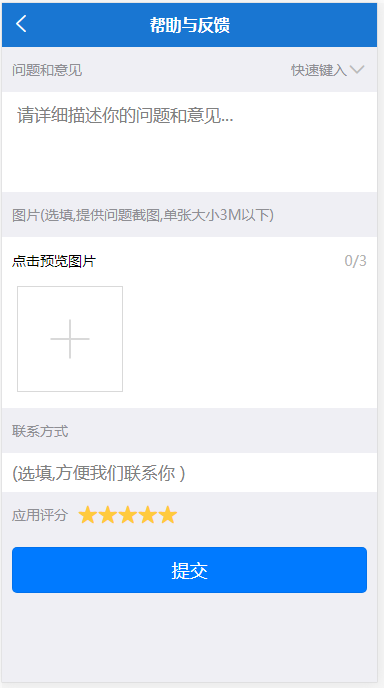 帮助与反馈
问题和意见 快速键入
请详细描述你的问题和意见...
图片(选填,提供问题截图,单张大小3M以下)
点击预览图片 0/3
联系方式
(选填,方便我们联系你 )
应用评分
提交